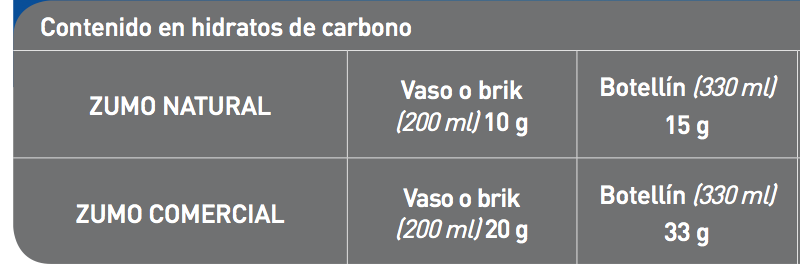 Contenido en hidratos de carbono
ZUMO NATURAL
Vaso o brik
(200 ml) 10 g
Botellín (330 ml)
15 g
ZUMO COMERCIAL
Vaso o brik
(200 ml) 20 g
Botellín (330 ml)
33 g